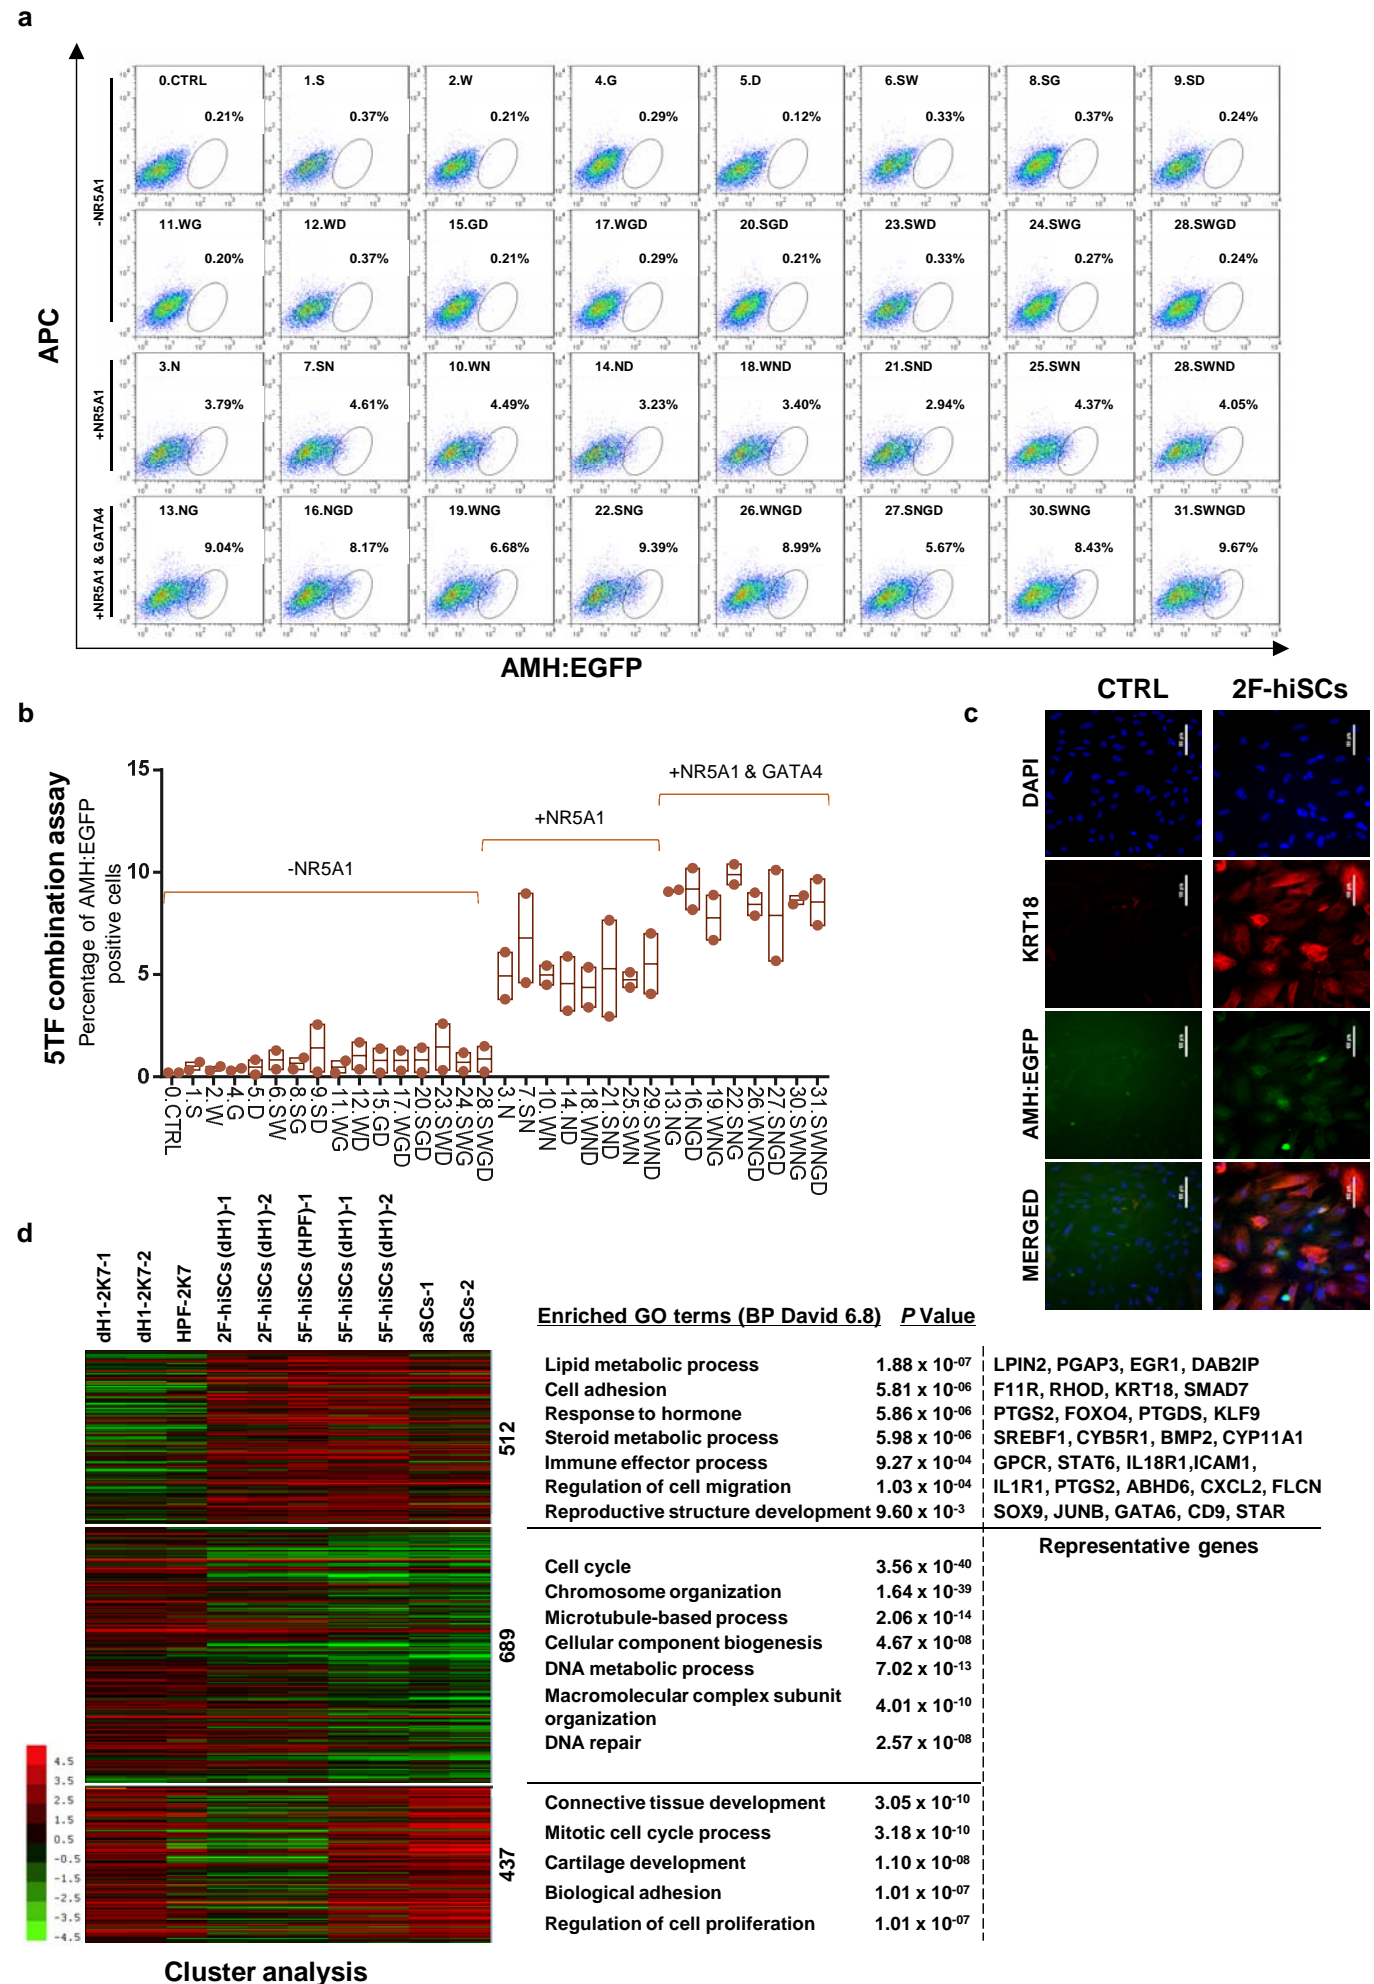 a
0.CTRL 1.S 2.W 4.G 5.D 6.SW 8.SG 9.SD
0.21% 0.37% 0.21% 0.29% 0.12% 0.33% 0.37% 0.24%
-NR5A1
11.WG 12.WD 15.GD 17.WGD 20.SGD 23.SWD 24.SWG 28.SWGD
0.20% 0.37% 0.21% 0.29% 0.21% 0.33% 0.27% 0.24%
APC
3.N 7.SN 10.WN 14.ND 18.WND 21.SND 25.SWN 28.SWND
+NR5A1
3.79% 4.61% 4.49% 3.23% 3.40% 2.94% 4.37% 4.05%
13.NG 16.NGD 19.WNG 22.SNG 26.WNGD 27.SNGD 30.SWNG 31.SWNGD
+NR5A1 & GATA4
9.04% 8.17% 6.68% 9.39% 8.99% 5.67% 8.43% 9.67%
AMH:EGFP
b
5TF combination assay
Percentage of AMH:EGFP
positive cells
15
10
5
0
-NR5A1
+NR5A1
+NR5A1 & GATA4
0.CTRL
1.S
2.W
4.G
5.D
6.SW
8.SG
9.SD
11.WG
12.WD
15.GD
17.WGD
20.SGD
23.SWD
24.SWG
28.SWGD
3.N
7.SN
10.WN
14.ND
18.WND
21.SND
25.SWN
29.SWND
13.NG
16.NGD
19.WNG
22.SNG
26.WNGD
27.SNGD
30.SWNG
31.SWNGD
c
CTRL 2F-hiSCs
DAPI
KRT18
AMH:EGFP
MERGED
d
dH1-2K7-1
dH1-2K7-2
HPF-2K7
2F-hiSCs (dH1)-1
2F-hiSCs (dH1)-2
5F-hiSCs (HPF)-1
5F-hiSCs (dH1)-1
5F-hiSCs (dH1)-2
aSCs-1
aSCs-2
512
689
437
4.5
3.5
2.5
1.5
0.5
-0.5
-1.5
-2.5
-3.5
-4.5
Cluster analysis
Enriched GO terms (BP David 6.8) P Value
Lipid metabolic process 1.88 x 10-07 LPIN2, PGAP3, EGR1, DAB2IP
Cell adhesion 5.81 x 10-06 F11R, RHOD, KRT18, SMAD7
Response to hormone 5.86 x 10-06 PTGS2, FOXO4, PTGDS, KLF9
Steroid metabolic process 5.98 x 10-06 SREBF1, CYB5R1, BMP2, CYP11A1
Immune effector process 9.27 x 10-04 GPCR, STAT6, IL18R1,ICAM1,
Regulation of cell migration 1.03 x 10-04 IL1R1, PTGS2, ABHD6, CXCL2, FLCN
Reproductive structure development 9.60 x 10-3 SOX9, JUNB, GATA6, CD9, STAR
Representative genes
Cell cycle 3.56 x 10-40
Chromosome organization 1.64 x 10-39
Microtubule-based process 2.06 x 10-14
Cellular component biogenesis 4.67 x 10-08
DNA metabolic process 7.02 x 10-13
Macromolecular complex subunit
organization 4.01 x 10-10
DNA repair 2.57 x 10-08
Connective tissue development 3.05 x 10-10
Mitotic cell cycle process 3.18 x 10-10
Cartilage development 1.10 x 10-08
Biological adhesion 1.01 x 10-07
Regulation of cell proliferation 1.01 x 10-07